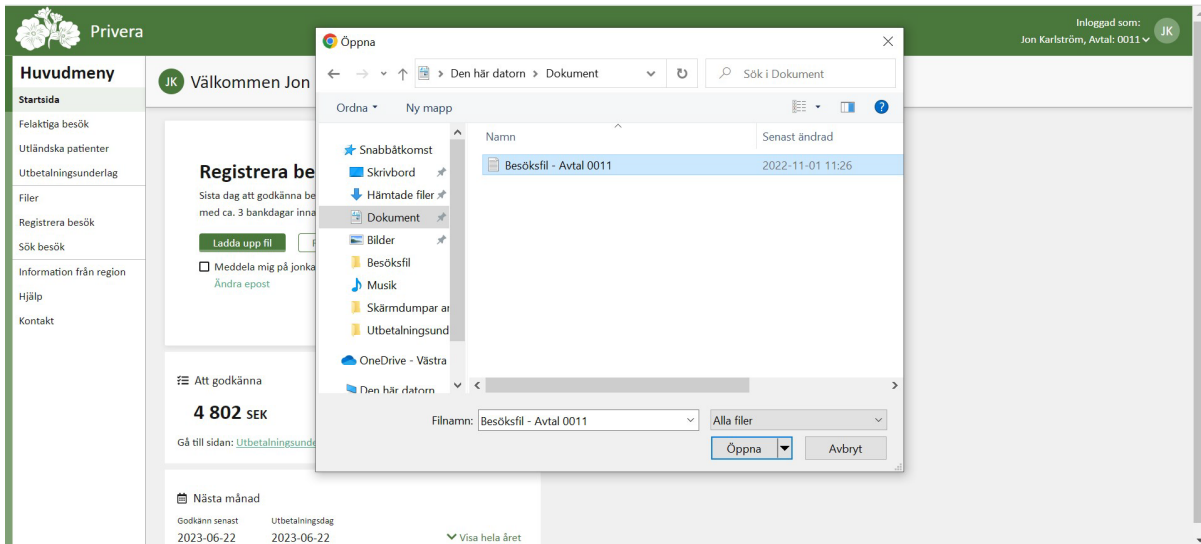 Privera
Inloggad som:
Jon Karlström, Avtal: 0011
JK
Huvudmeny
Startsida
Felaktiga besök
Utländska patienter
Utbetalningsunderlag
Filer
Registrera besök
Sök besök
Information från region
Hjälp
Kontakt
JK Välkommen Jon
Registrera be
Sista dag att godkänna be
med ca. 3 bankdagar inna
Ladda upp fil
Meddela mig på jonka
Ändra epost
Att godkänna
4 802 SEK
Gå till sidan: Utbetalningsunde
Nästa månad
Godkänn senast Utbetalningsdag
2023-06-22 2023-06-22 Visa hela året
Öppna
Den här datorn > Dokument
Sök i Dokument
Ordna Ny mapp
Namn Senast ändrad
Besöksfil - Avtal 0011 2022-11-01 11:26
Snabbåtkomst
Skrivbord
Hämtade filer
Dokument
Bilder
Besöksfil
Musik
Skärmdumpar ar
Utbetalningsund
OneDrive - Västra
Den här datorn
Filnamn: Besöksfil - Avtal 0011 Alla filer
Öppna Avbryt